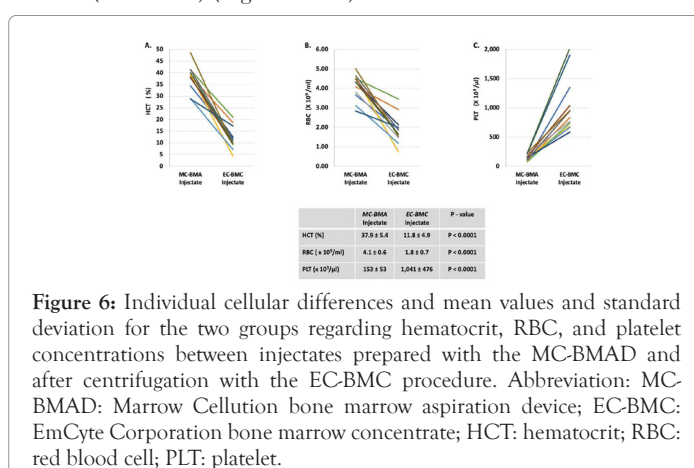 A.
50
45
40
35
30
25
20
15
10
5
0
HCT (%)
MC-BMA Injectate
EC-BMC Injectate
B.
6.00
5.00
4.00
3.00
2.00
1.00
0.00
RBC (X 10⁹/ml)
MC-BMA Injectate
EC-BMC Injectate
C.
2,000
1,500
1,000
500
0
PLT (X 10³/µl)
MC-BMA Injectate
EC-BMC Injectate
MC-BMA Injectate EC-BMC Injectate P - value
HCT (%) 37.9 ± 5.4 11.8 ± 4.9 P < 0.0001
RBC ( x 10⁹/ml) 4.1 ± 0.6 1.8 ± 0.7 P < 0.0001
PLT (x 10³/µl) 153 ± 53 1,041 ± 476 P < 0.0001
Figure 6: Individual cellular differences and mean values and standard
deviation for the two groups regarding hematocrit, RBC, and platelet
concentrations between injectates prepared with the MC-BMAD and
after centrifugation with the EC-BMC procedure. Abbreviation: MC-
BMAD: Marrow Cellution bone marrow aspiration device; EC-BMC:
EmCyte Corporation bone marrow concentrate; HCT: hematocrit; RBC:
red blood cell; PLT: platelet.